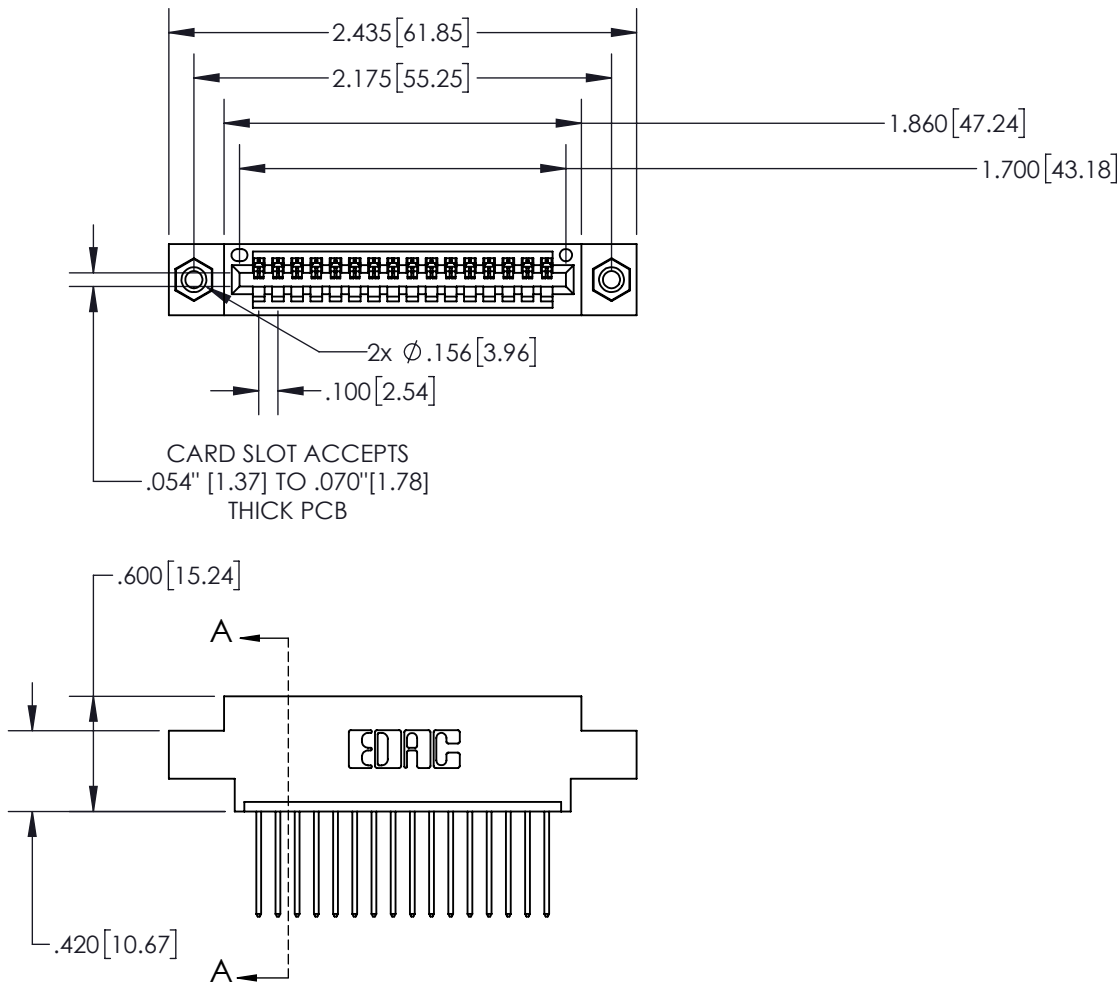 2.435[61.85]
2.175[55.25]
1.860[47.24]
1.700[43.18]
2x Ø.156[3.96]
.100[2.54]
CARD SLOT ACCEPTS
.054" [1.37] TO .070"[1.78]
THICK PCB
.600[15.24]
A
EDAC
.420[10.67]
A